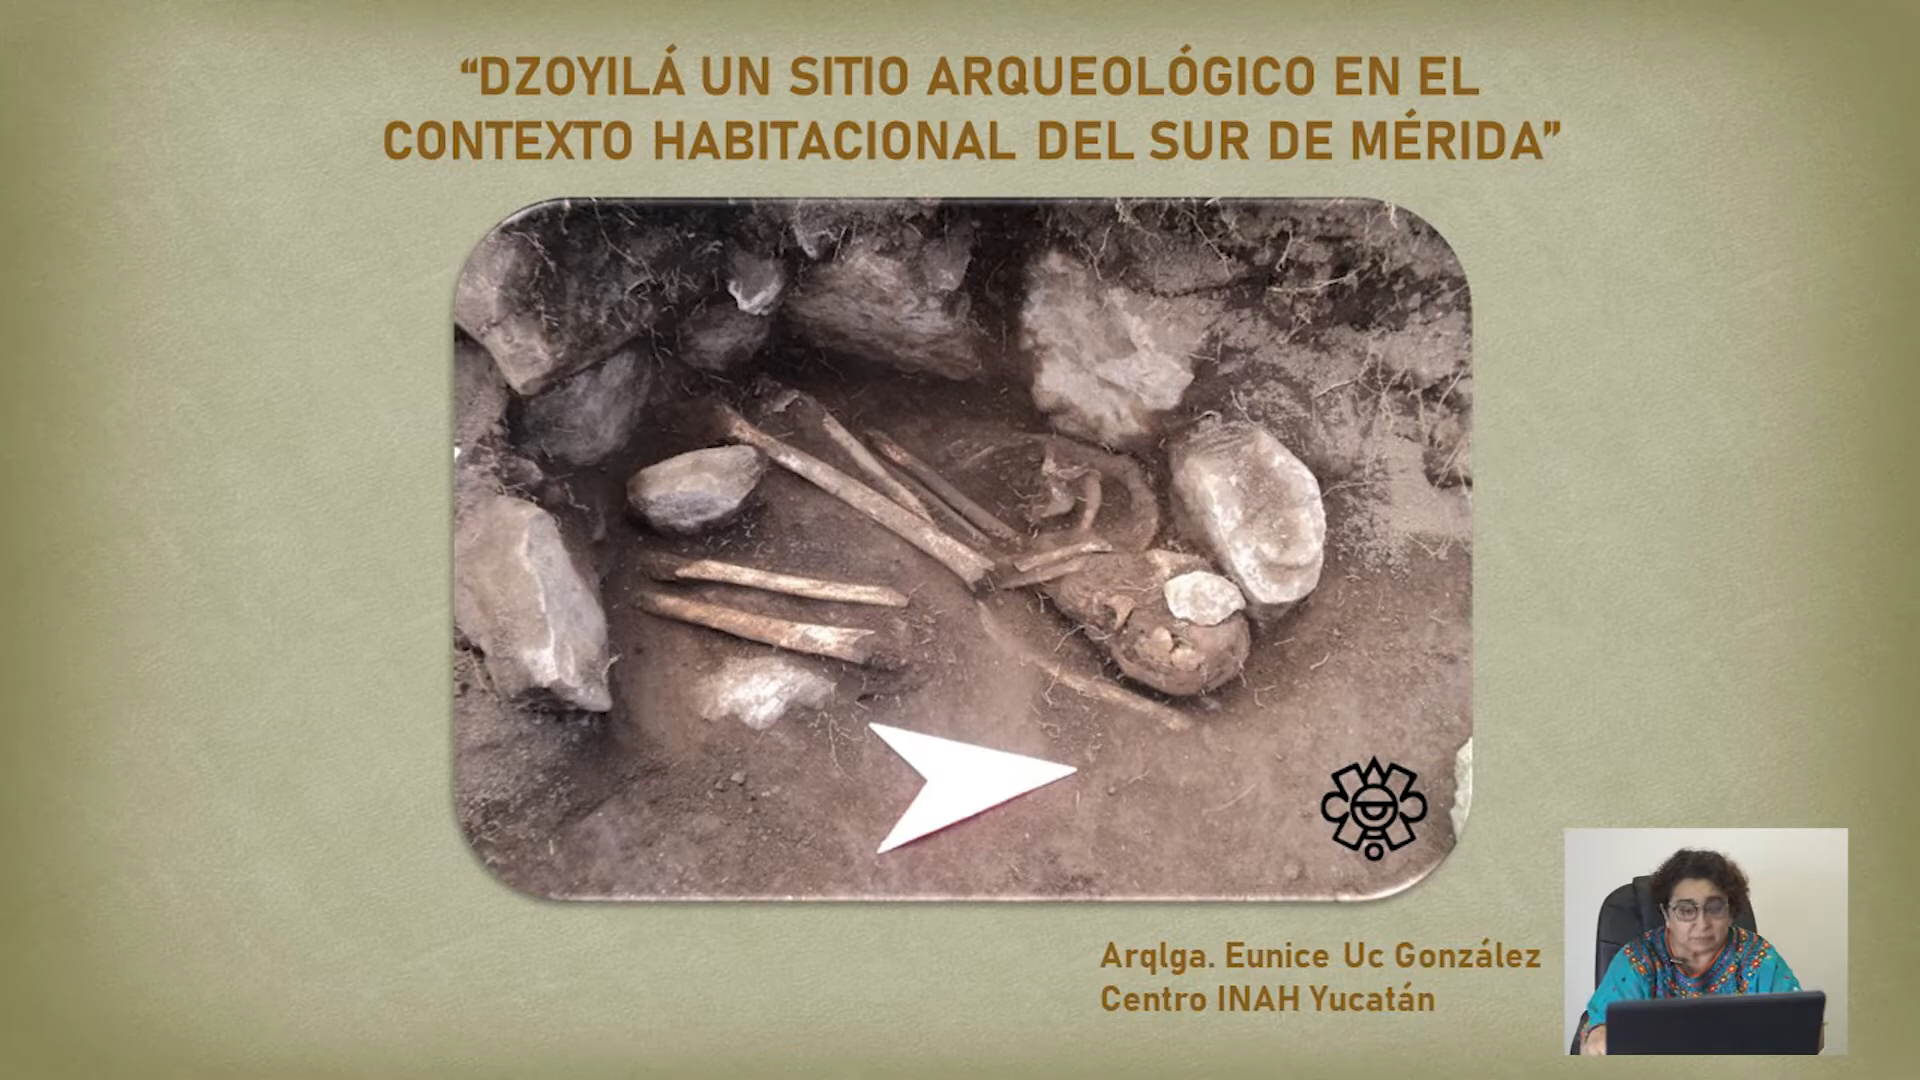 “DZOYILÁ UN SITIO ARQUEOLÓGICO EN EL
CONTEXTO HABITACIONAL DEL SUR DE MÉRIDA”
Arqlga. Eunice Uc González
Centro INAH Yucatán